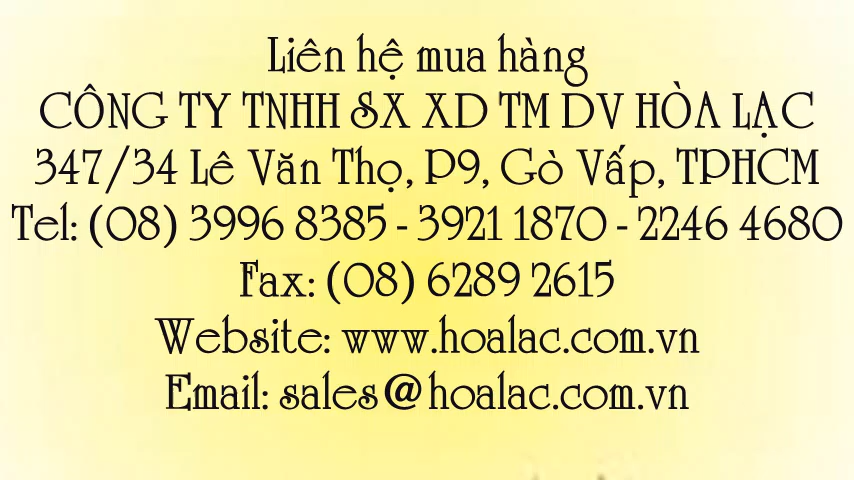 Liên hệ mua hàng
CÔNG TY TNHH SX XD TM DV HÒA LẠC
347/34 Lê Văn Thọ, P9, Gò Vấp, TPHCM
Tel: (08) 3996 8385 - 3921 1870 - 2246 4680
Fax: (08) 6289 2615
Website: www.hoalac.com.vn
Email: sales@hoalac.com.vn